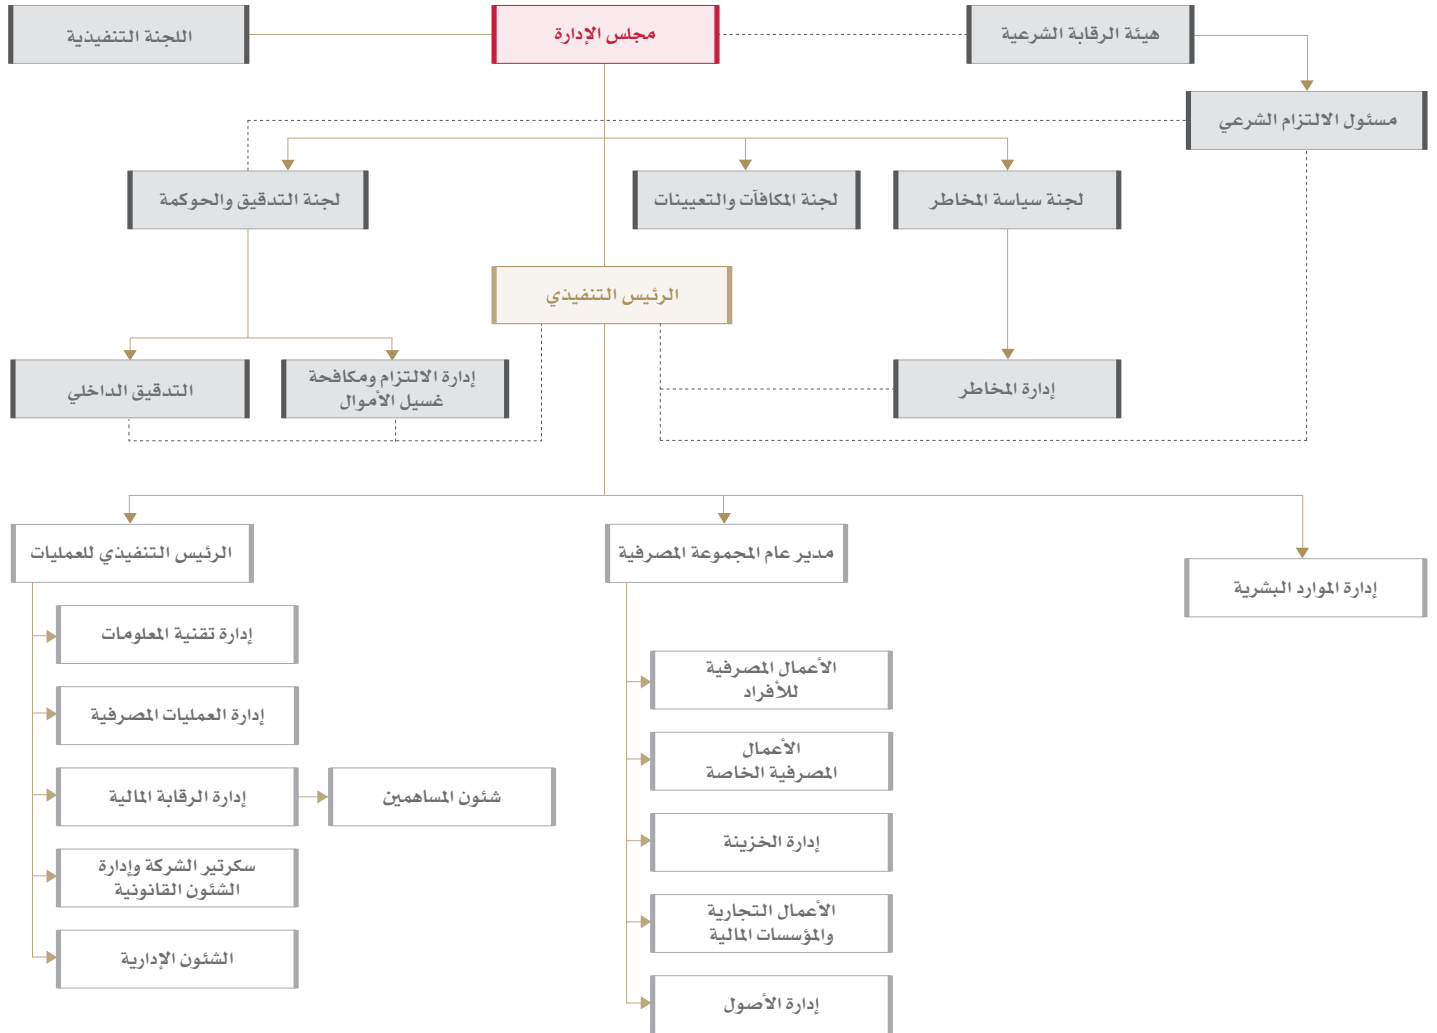 هيئة الرقابة الشرعية
مجلس الإدارة
اللجنة التنفيذية
مسئول الالتزام الشرعي
لجنة سياسة المخاطر
لجنة المكافآت والتعيينات
لجنة التدقيق والحوكمة
الرئيس التنفيذي
إدارة المخاطر
إدارة الالتزام ومكافحة
غسيل الأموال
التدقيق الداخلي
إدارة الموارد البشرية
مدير عام المجموعة المصرفية
الأعمال المصرفية
للأفراد
الأعمال
المصرفية الخاصة
إدارة الخزينة
الأعمال التجارية
والمؤسسات المالية
إدارة الأصول
الرئيس التنفيذي للعمليات
إدارة تقنية المعلومات
إدارة العمليات المصرفية
إدارة الرقابة المالية
شئون المساهمين
سكرتير الشركة وإدارة
الشئون القانونية
الشئون الإدارية